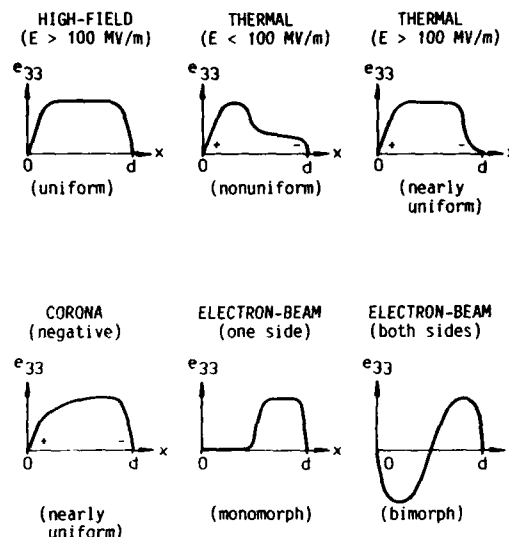 HIGH-FIELD
(E > 100 MV/m)
e33
0
d
x
(uniform)
THERMAL
(E < 100 MV/m)
e33
+
-
0
d
x
(nonuniform)
THERMAL
(E > 100 MV/m)
e33
+
-
0
d
x
(nearly
uniform)
CORONA
(negative)
e33
+
-
0
d
x
(nearly
uniform)
ELECTRON-BEAM
(one side)
e33
0
d
x
(monomorph)
ELECTRON-BEAM
(both sides)
e33
0
d
x
(bimorph)